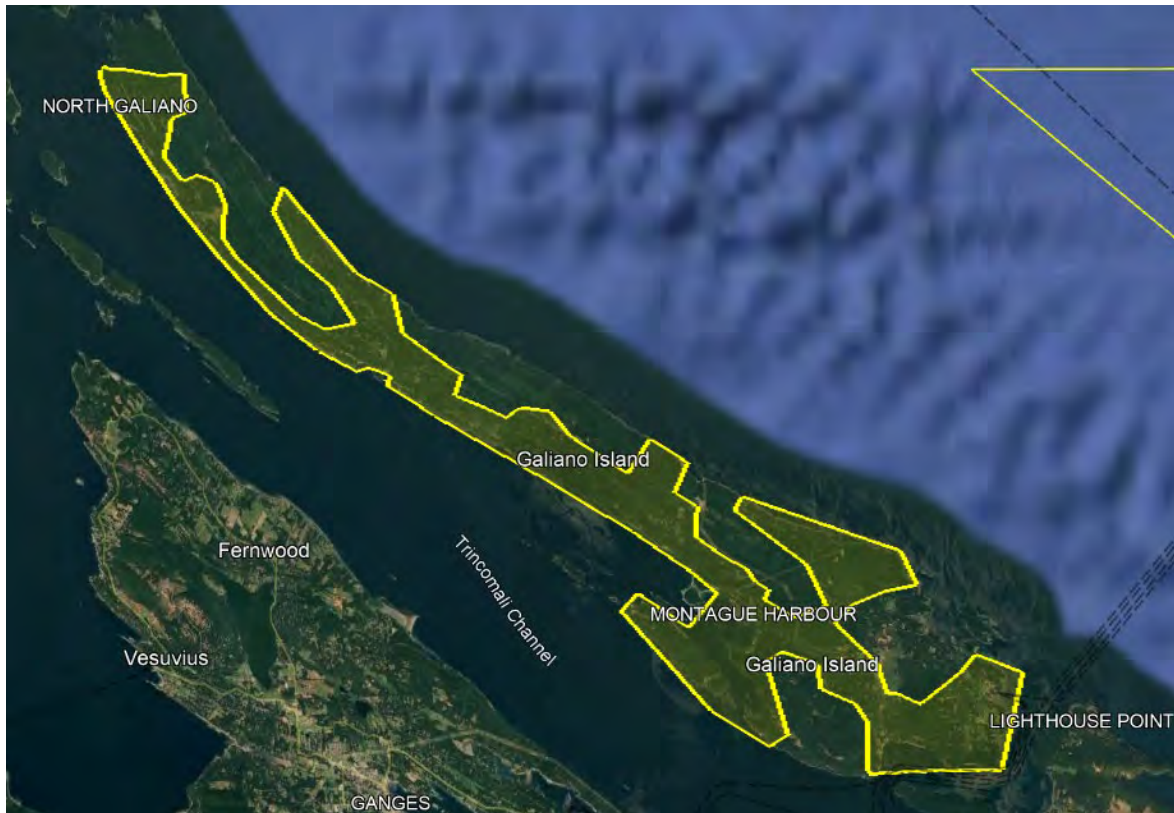 NORTH GALIANO
Galiano Island
Fernwood
Trincomali Channel
MONTAGUE HARBOUR
Vesuvius
Galiano Island
LIGHTHOUSE POINT
GANGES